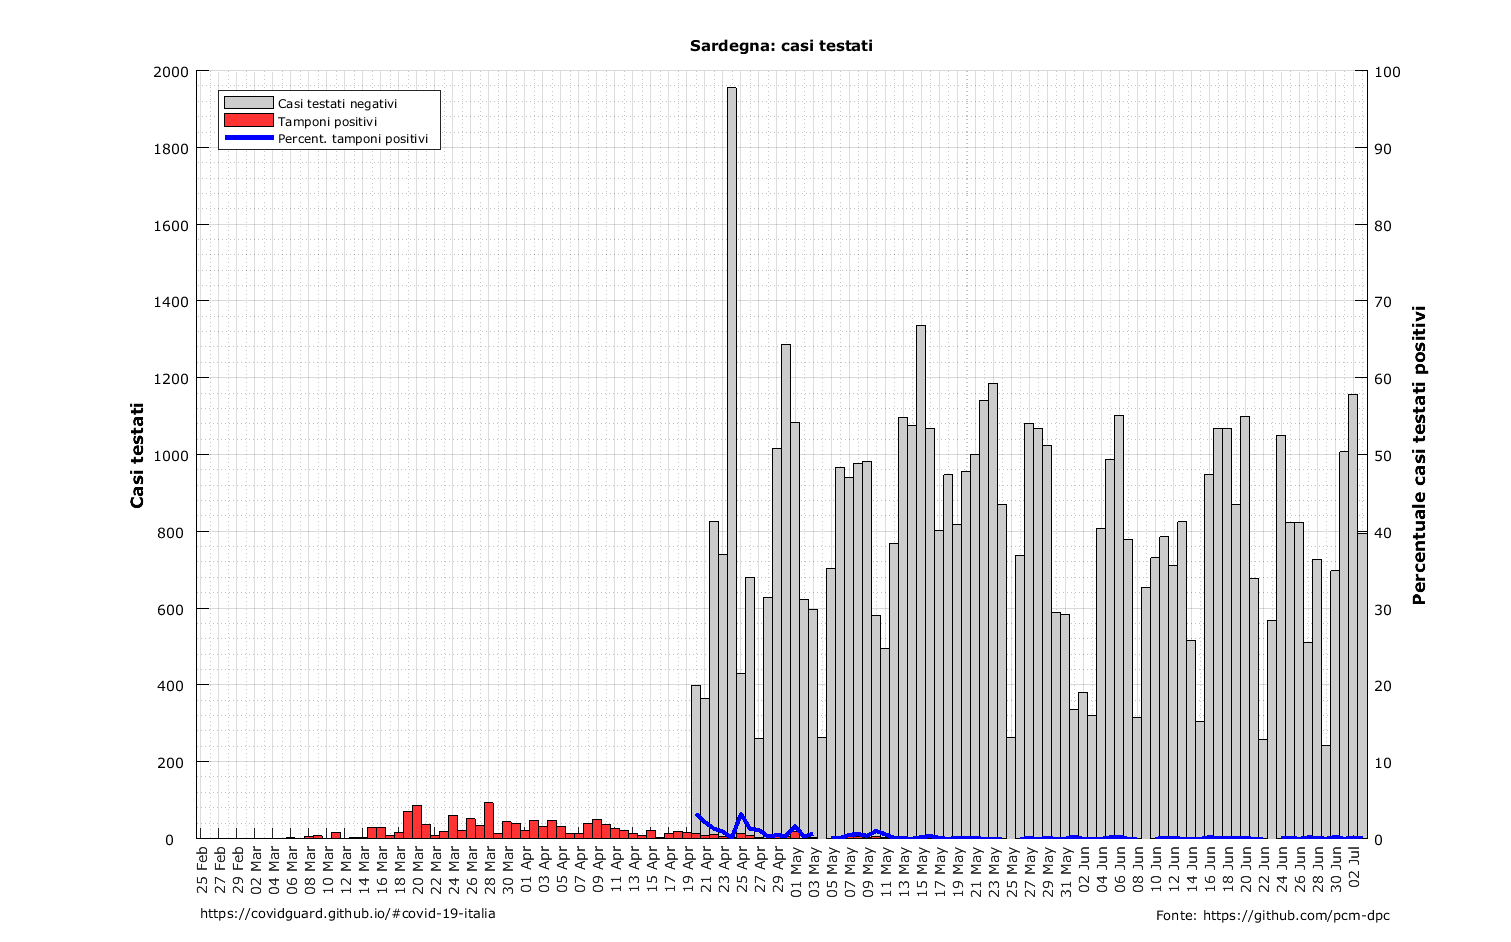 Sardegna: casi testati
Casi testati negativi
Tamponi positivi
Percent. tamponi positivi
Casi testati
2000
1800
1600
1400
1200
1000
800
600
400
200
0
100
90
80
70
60
50
40
30
20
10
0
Percentuale casi testati positivi
25 Feb
27 Feb
29 Feb
02 Mar
04 Mar
06 Mar
08 Mar
10 Mar
12 Mar
14 Mar
16 Mar
18 Mar
20 Mar
22 Mar
24 Mar
26 Mar
28 Mar
30 Mar
01 Apr
03 Apr
05 Apr
07 Apr
09 Apr
11 Apr
13 Apr
15 Apr
17 Apr
19 Apr
21 Apr
23 Apr
25 Apr
27 Apr
29 Apr
01 May
03 May
05 May
07 May
09 May
11 May
13 May
15 May
17 May
19 May
21 May
23 May
25 May
27 May
29 May
31 May
02 Jun
04 Jun
06 Jun
08 Jun
10 Jun
12 Jun
14 Jun
16 Jun
18 Jun
20 Jun
22 Jun
24 Jun
26 Jun
28 Jun
30 Jun
02 Jul
https://covidguard.github.io/#covid-19-italia
Fonte: https://github.com/pcm-dpc